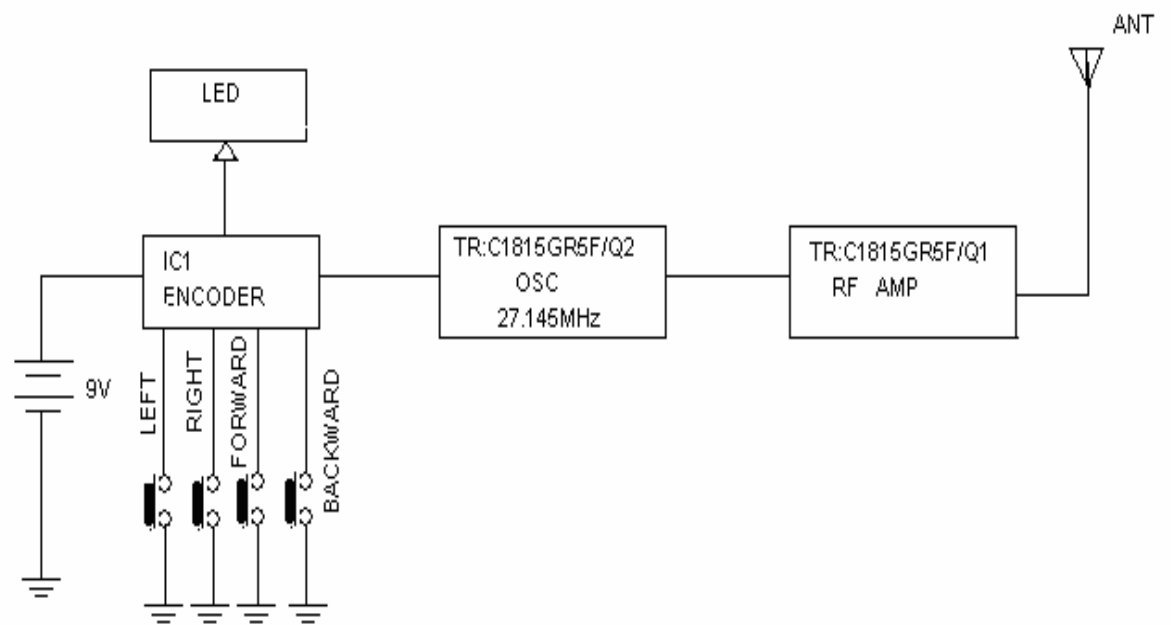 ANT
LED
TR:C1815GR5F/Q2
OSC
27.145MHz
TR:C1815GR5F/Q1
RF AMP
IC1
ENCODER
9V
LEFT
RIGHT
FORWARD
BACKWARD